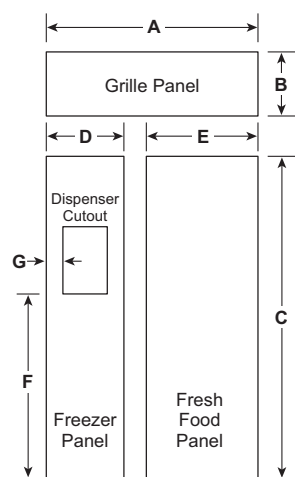 A
Grille Panel
B
D
E
Dispenser
Cutout
G
C
F
Freezer
Panel
Fresh
Food
Panel